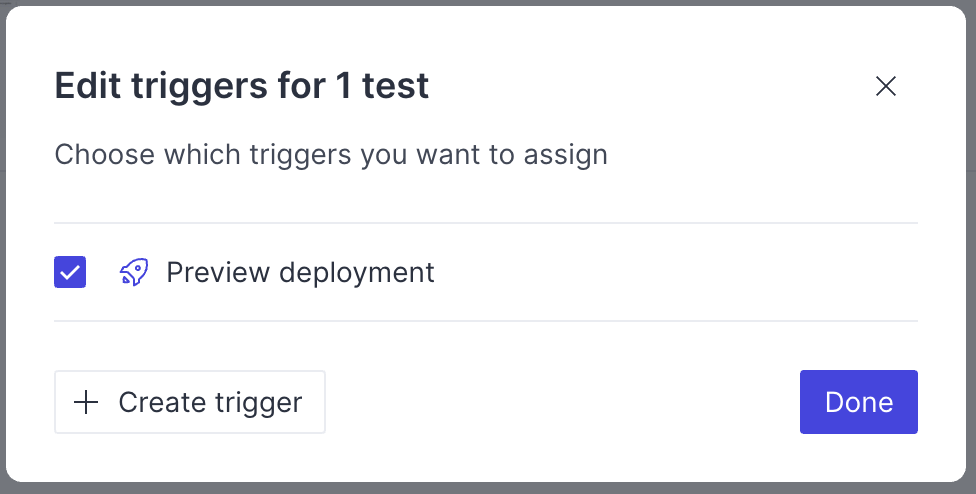 Edit triggers for 1 test
Choose which triggers you want to assign
Preview deployment
Create trigger
Done